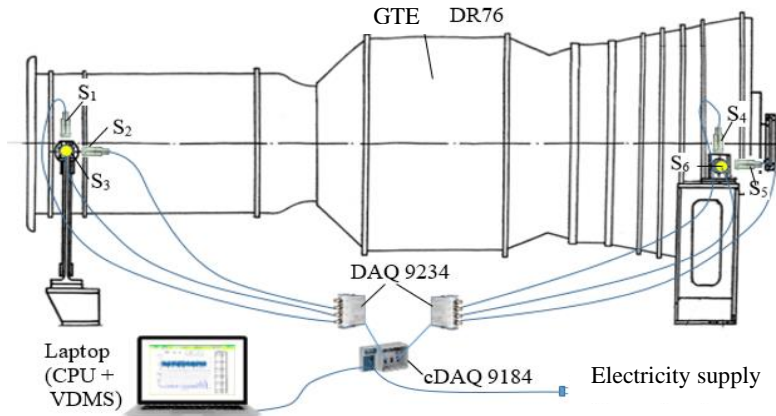 GTE DR76
S1
S2
S3
S4
S6
S5
DAQ 9234
Laptop
(CPU +
VDMS)
cDAQ 9184
Electricity supply